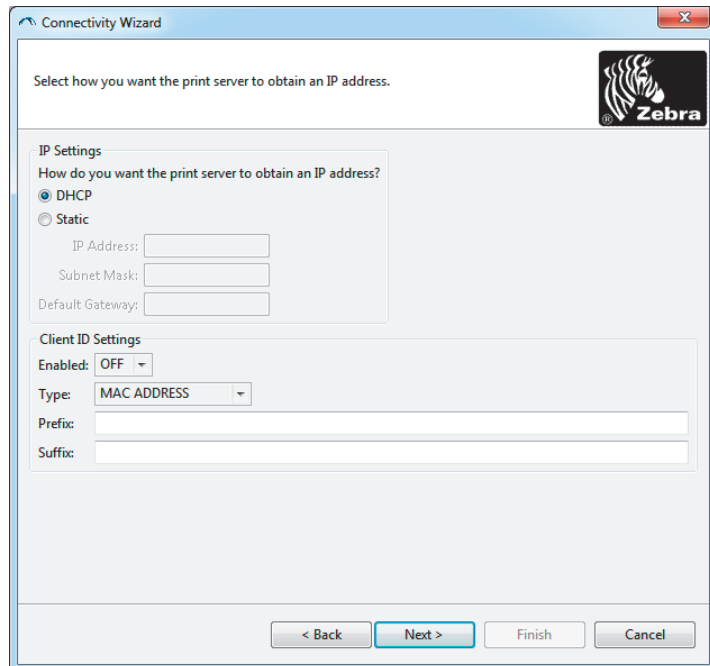 Connectivity Wizard
Select how you want the print server to obtain an IP address.
® Zebra
IP Settings
How do you want the print server to obtain an IP address?
DHCP
Static
IP Address:
Subnet Mask:
Default Gateway:
Client ID Settings
Enabled: OFF
Type: MAC ADDRESS
Prefix:
Suffix:
< Back Next > Finish Cancel